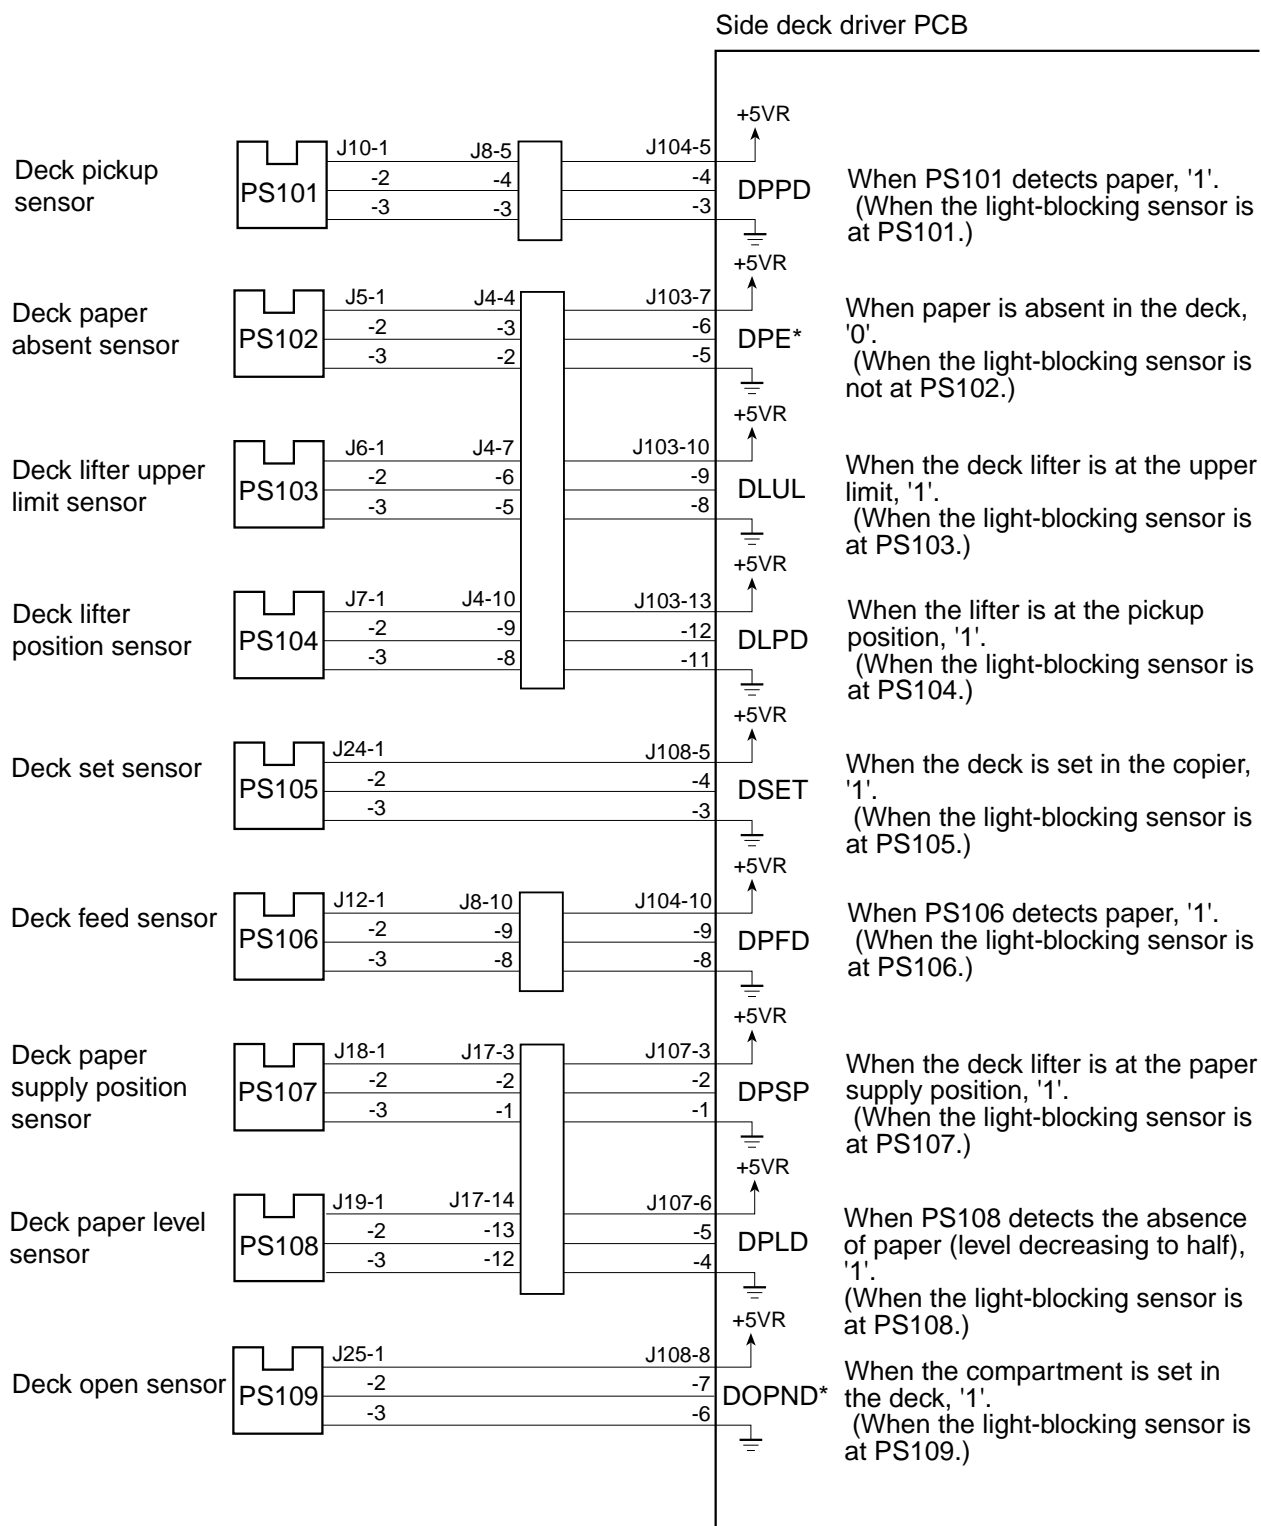 Side deck driver PCB
+5VR
Deck pickup
sensor
PS101
J10-1
-2
-3
J8-5
-4
-3
J104-5
-4
-3
DPPD
When PS101 detects paper, '1'.
(When the light-blocking sensor is
at PS101.)
+5VR
Deck paper
absent sensor
PS102
J5-1
-2
-3
J4-4
-3
-2
J103-7
-6
-5
DPE*
When paper is absent in the deck,
'0'.
(When the light-blocking sensor is
not at PS102.)
+5VR
Deck lifter upper
limit sensor
PS103
J6-1
-2
-3
J4-7
-6
-5
J103-10
-9
-8
DLUL
When the deck lifter is at the upper
limit, '1'.
(When the light-blocking sensor is
at PS103.)
+5VR
Deck lifter
position sensor
PS104
J7-1
-2
-3
J4-10
-9
-8
J103-13
-12
-11
DLPD
When the lifter is at the pickup
position, '1'.
(When the light-blocking sensor is
at PS104.)
+5VR
Deck set sensor
PS105
J24-1
-2
-3
J108-5
-4
-3
DSET
When the deck is set in the copier,
'1'.
(When the light-blocking sensor is
at PS105.)
+5VR
Deck feed sensor
PS106
J12-1
-2
-3
J8-10
-9
-8
J104-10
-9
-8
DPFD
When PS106 detects paper, '1'.
(When the light-blocking sensor is
at PS106.)
+5VR
Deck paper
supply position
sensor
PS107
J18-1
-2
-3
J17-3
-2
-1
J107-3
-2
-1
DPSP
When the deck lifter is at the paper
supply position, '1'.
(When the light-blocking sensor is
at PS107.)
+5VR
Deck paper level
sensor
PS108
J19-1
-2
-3
J17-14
-13
-12
J107-6
-5
-4
DPLD
When PS108 detects the absence
of paper (level decreasing to half),
'1'.
(When the light-blocking sensor is
at PS108.)
+5VR
Deck open sensor
PS109
J25-1
-2
-3
J108-8
-7
-6
DOPND*
When the compartment is set in
the deck, '1'.
(When the light-blocking sensor is
at PS109.)